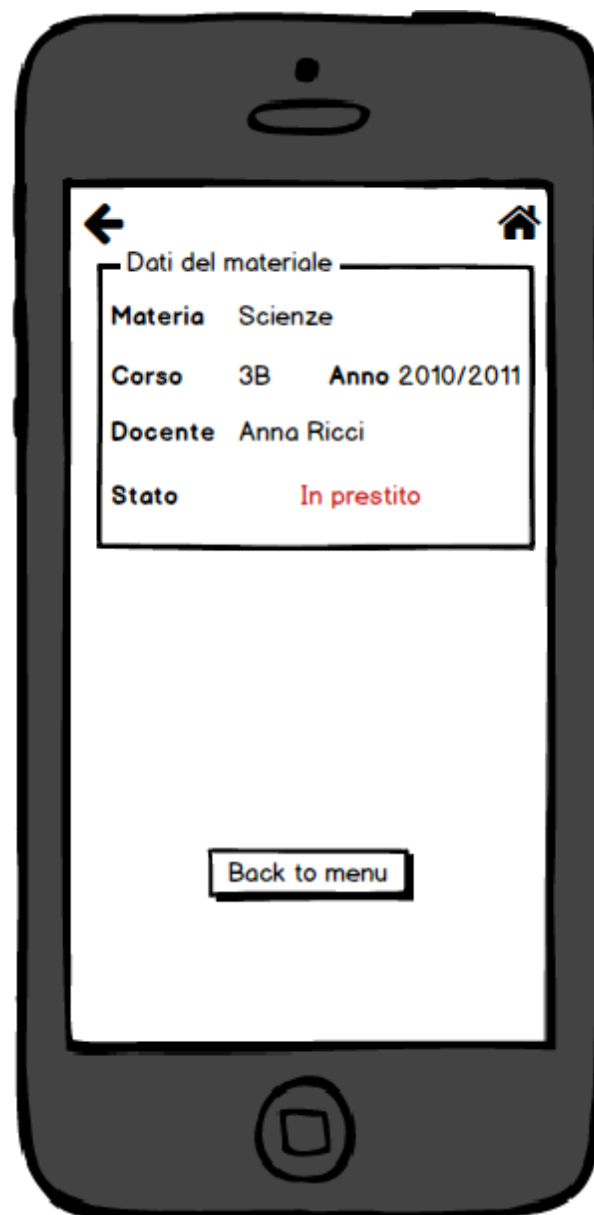 Dati del materiale
Materia Scienze
Corso 3B Anno 2010/2011
Docente Anna Ricci
Stato In prestito
Back to menu